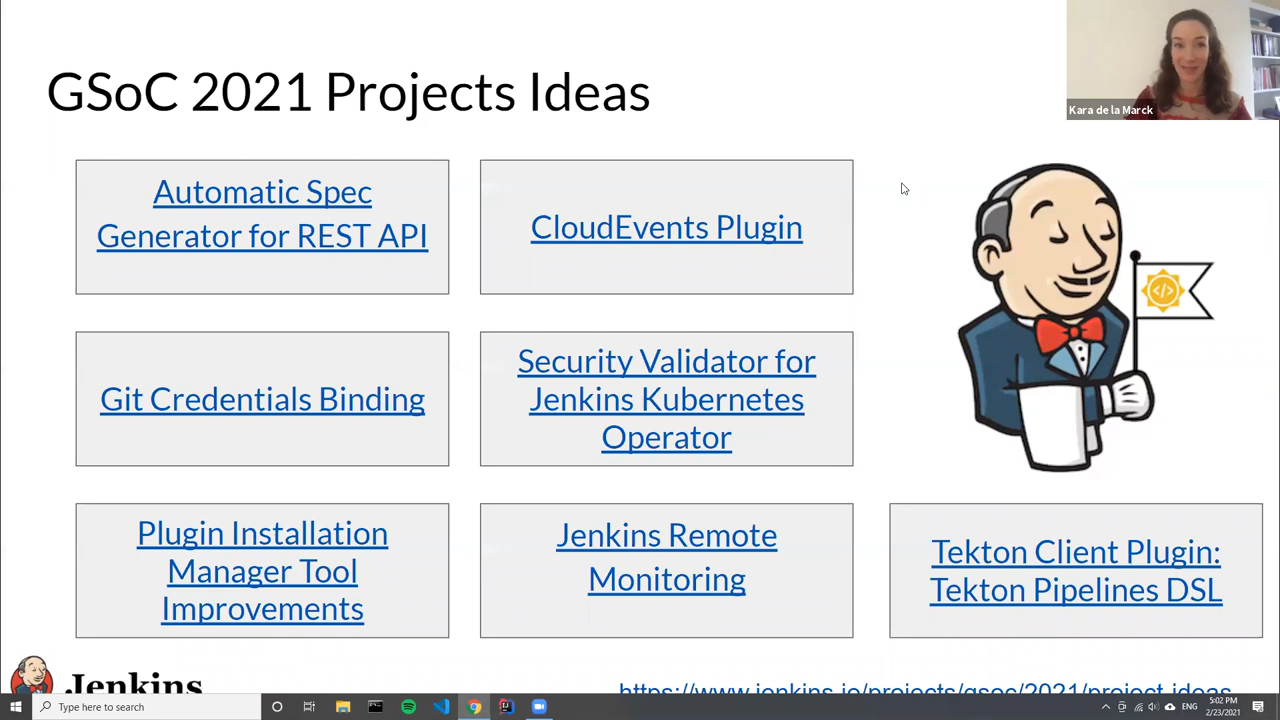 GSoC 2021 Projects Ideas
Kara de la Marck
Automatic Spec
Generator for REST API
CloudEvents Plugin
Git Credentials Binding
Security Validator for
Jenkins Kubernetes
Operator
Plugin Installation
Manager Tool
Improvements
Jenkins Remote
Monitoring
Tekton Client Plugin:
Tekton Pipelines DSL
Jenkins
https://www.jenkins.io/projects/gsoc/2021/project-ideas
Type here to search
ENG
5:02 PM
2/23/2021